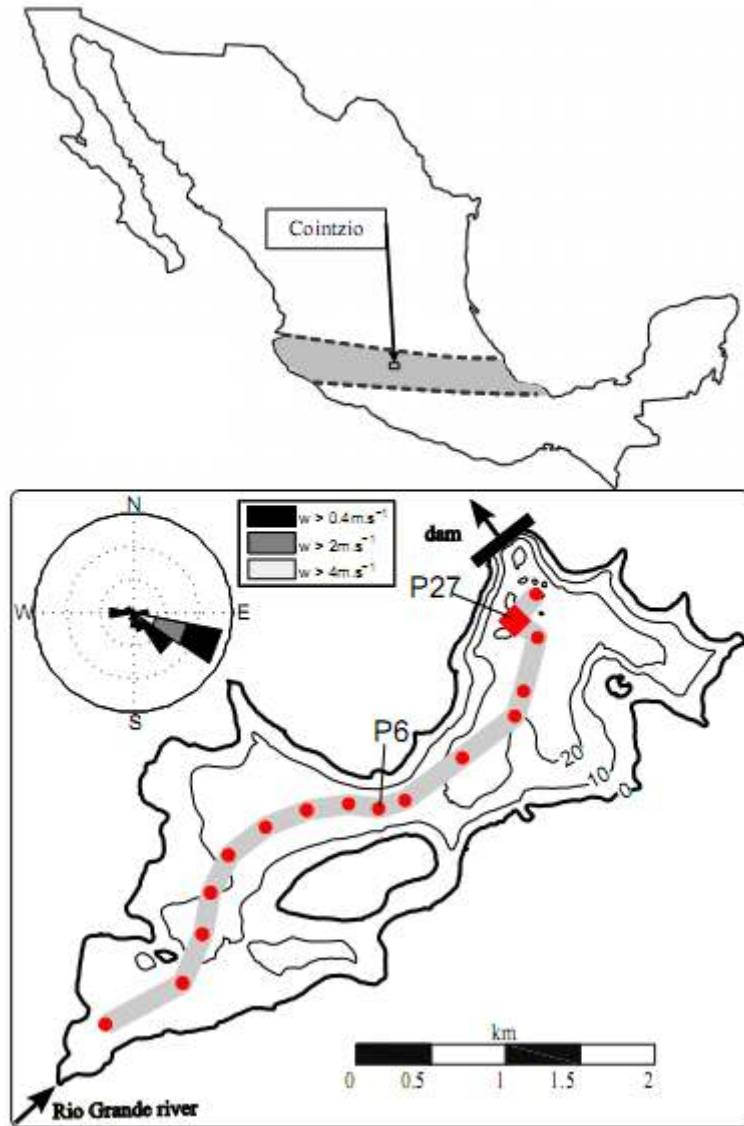 Cointzio
N
W
E
S
w > 0.4m.s⁻¹
w > 2m.s⁻¹
w > 4m.s⁻¹
dam
P27
P6
20
10
0
km
0 0.5 1 1.5 2
Rio Grande river